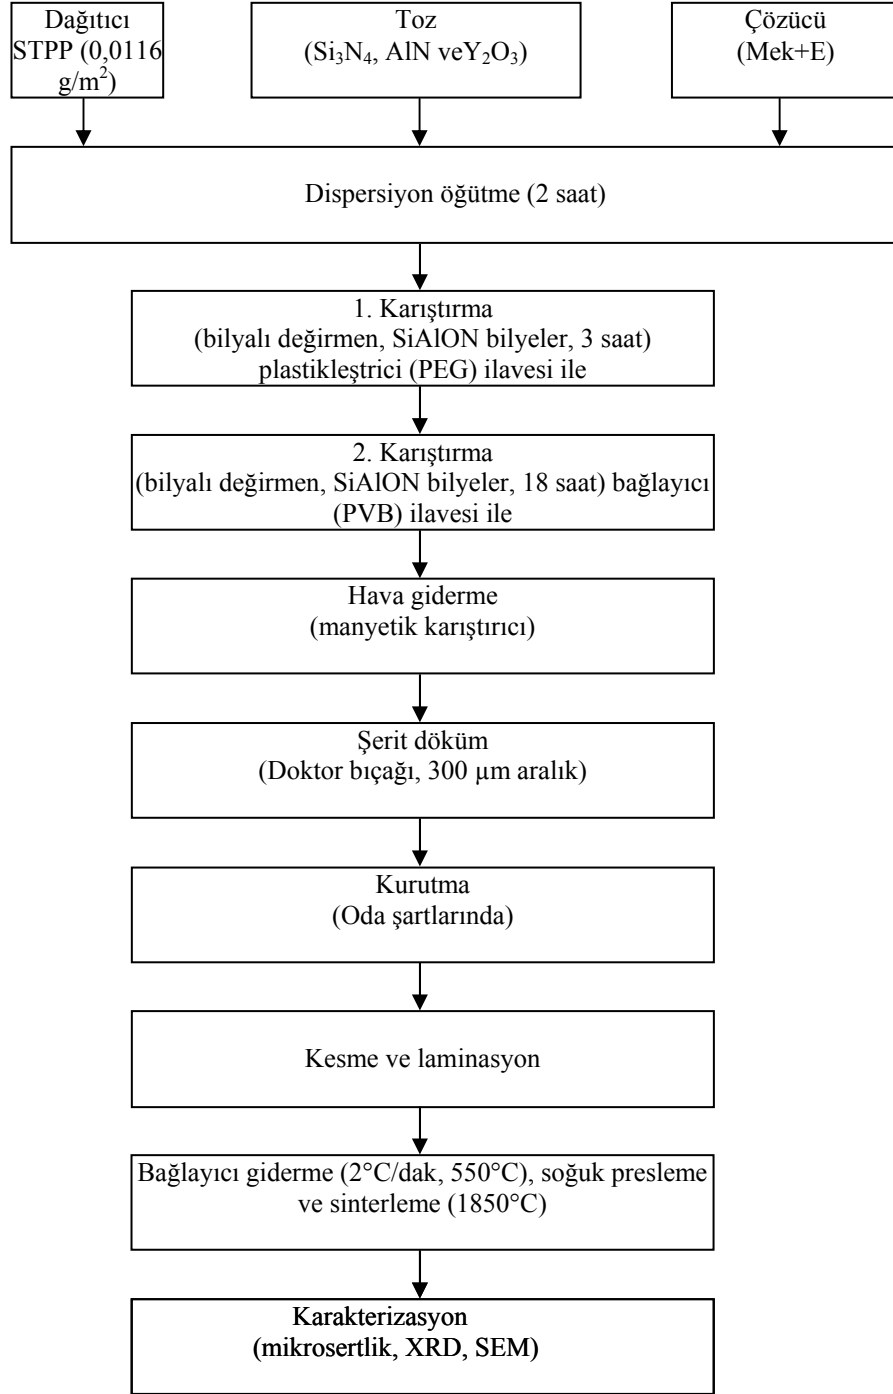 Dağıtıcı
STPP (0,0116
g/m²)
Toz
(Si₃N₄, AlN veY₂O₃)
Çözücü
(Mek+E)
Dispersiyon öğütme (2 saat)
1. Karıştırma
(bilyalı değirmen, SiAlON bilyeler, 3 saat)
plastikleştrici (PEG) ilavesi ile
2. Karıştırma
(bilyalı değirmen, SiAlON bilyeler, 18 saat) bağlayıcı
(PVB) ilavesi ile
Hava giderme
(manyetik karıştırıcı)
Şerit döküm
(Doktor bıçağı, 300 µm aralık)
Kurutma
(Oda şartlarında)
Kesme ve laminasyon
Bağlayıcı giderme (2°C/dak, 550°C), soğuk presleme
ve sinterleme (1850°C)
Karakterizasyon
(mikrosertlik, XRD, SEM)